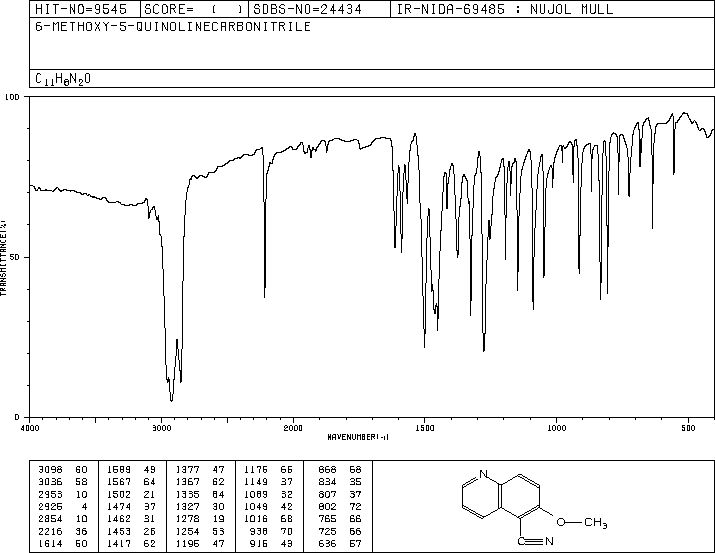 HIT-NO=9545 SCORE= ( ) SDBS-NO=24434 IR-NIDA-69485 : NUJOL MULL
6-METHOXY-5-QUINOLINECARBONITRILE
C11H8N2O
100
50
0
TRANSMITTANCE(%)
4000 3000 2000 1500 1000 500
WAVENUMBER(-1)
3098 60 1589 49 1377 47 1176 66 868 68
3036 58 1567 64 1367 62 1149 37 834 35
2953 10 1502 21 1335 84 1089 32 807 37
2925 4 1474 37 1327 30 1049 42 802 72
2854 10 1462 31 1278 19 1016 68 765 66
2216 36 1453 26 1254 53 938 70 725 66
1614 50 1417 62 1195 47 915 43 636 57
N
O CH3
C N